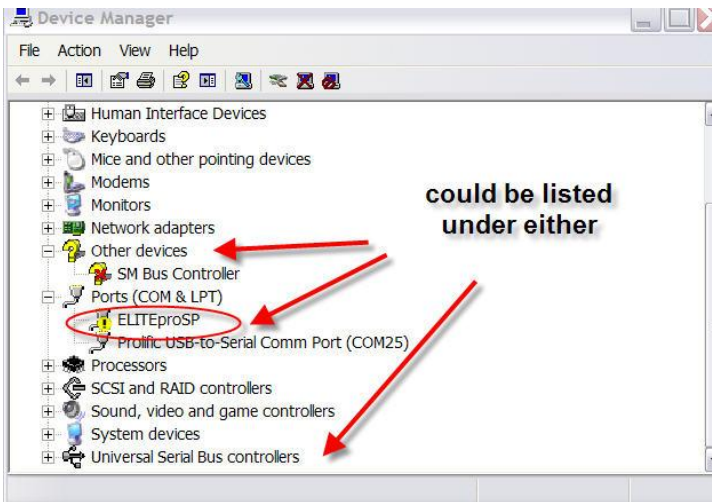 Device Manager
File Action View Help
Human Interface Devices
Keyboards
Mice and other pointing devices
Modems
Monitors
Network adapters
Other devices
SM Bus Controller
Ports (COM & LPT)
ELITEproSP
Prolific USB-to-Serial Comm Port (COM25)
Processors
SCSI and RAID controllers
Sound, video and game controllers
System devices
Universal Serial Bus controllers
could be listed
under either